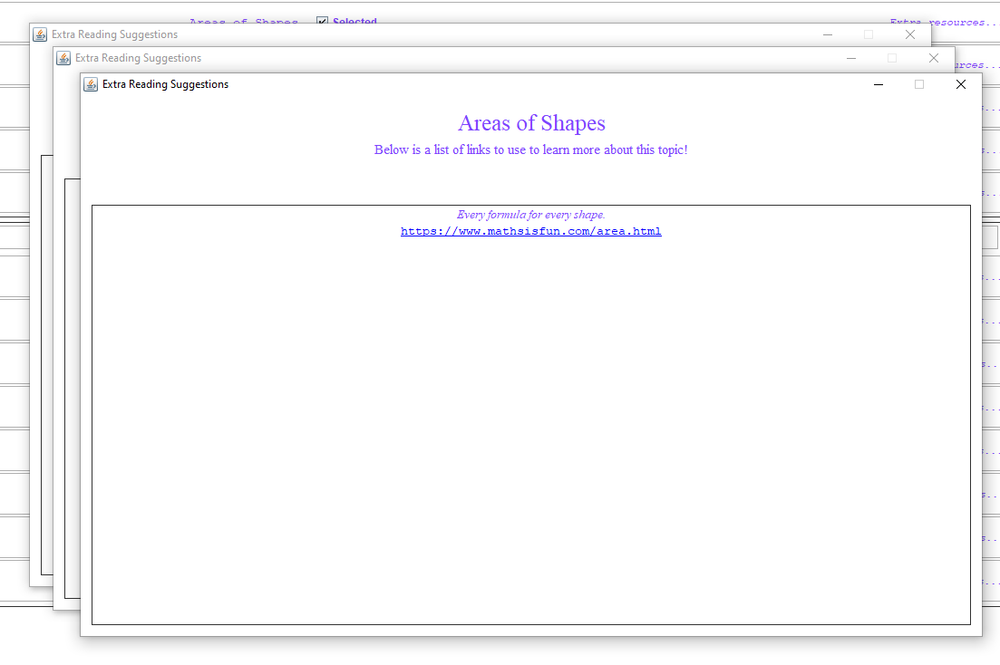 Areas of Shapes Selected Extra resources...
Extra Reading Suggestions
Extra Reading Suggestions
Extra Reading Suggestions
Areas of Shapes
Below is a list of links to use to learn more about this topic!
Every formula for every shape.
https://www.mathsisfun.com/area.html